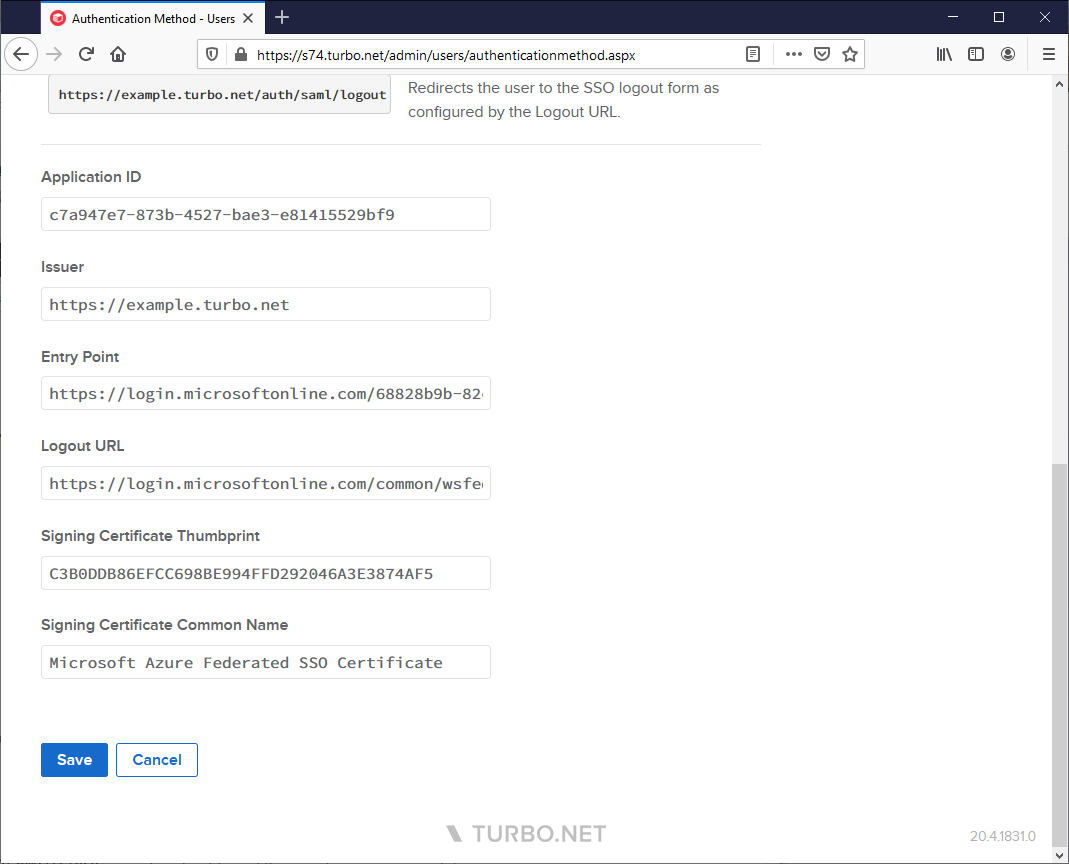 Authentication Method - Users
https://s74.turbo.net/admin/users/authenticationmethod.aspx
https://example.turbo.net/auth/saml/logout
Redirects the user to the SSO logout form as
configured by the Logout URL.
Application ID
c7a947e7-873b-4527-bae3-e81415529bf9
Issuer
https://example.turbo.net
Entry Point
https://login.microsoftonline.com/68828b9b-82
Logout URL
https://login.microsoftonline.com/common/wsfe
Signing Certificate Thumbprint
C3B0DDB86EFCC698BE994FFD292046A3E3874AF5
Signing Certificate Common Name
Microsoft Azure Federated SSO Certificate
Save Cancel
TURBO.NET
20.4.1831.0